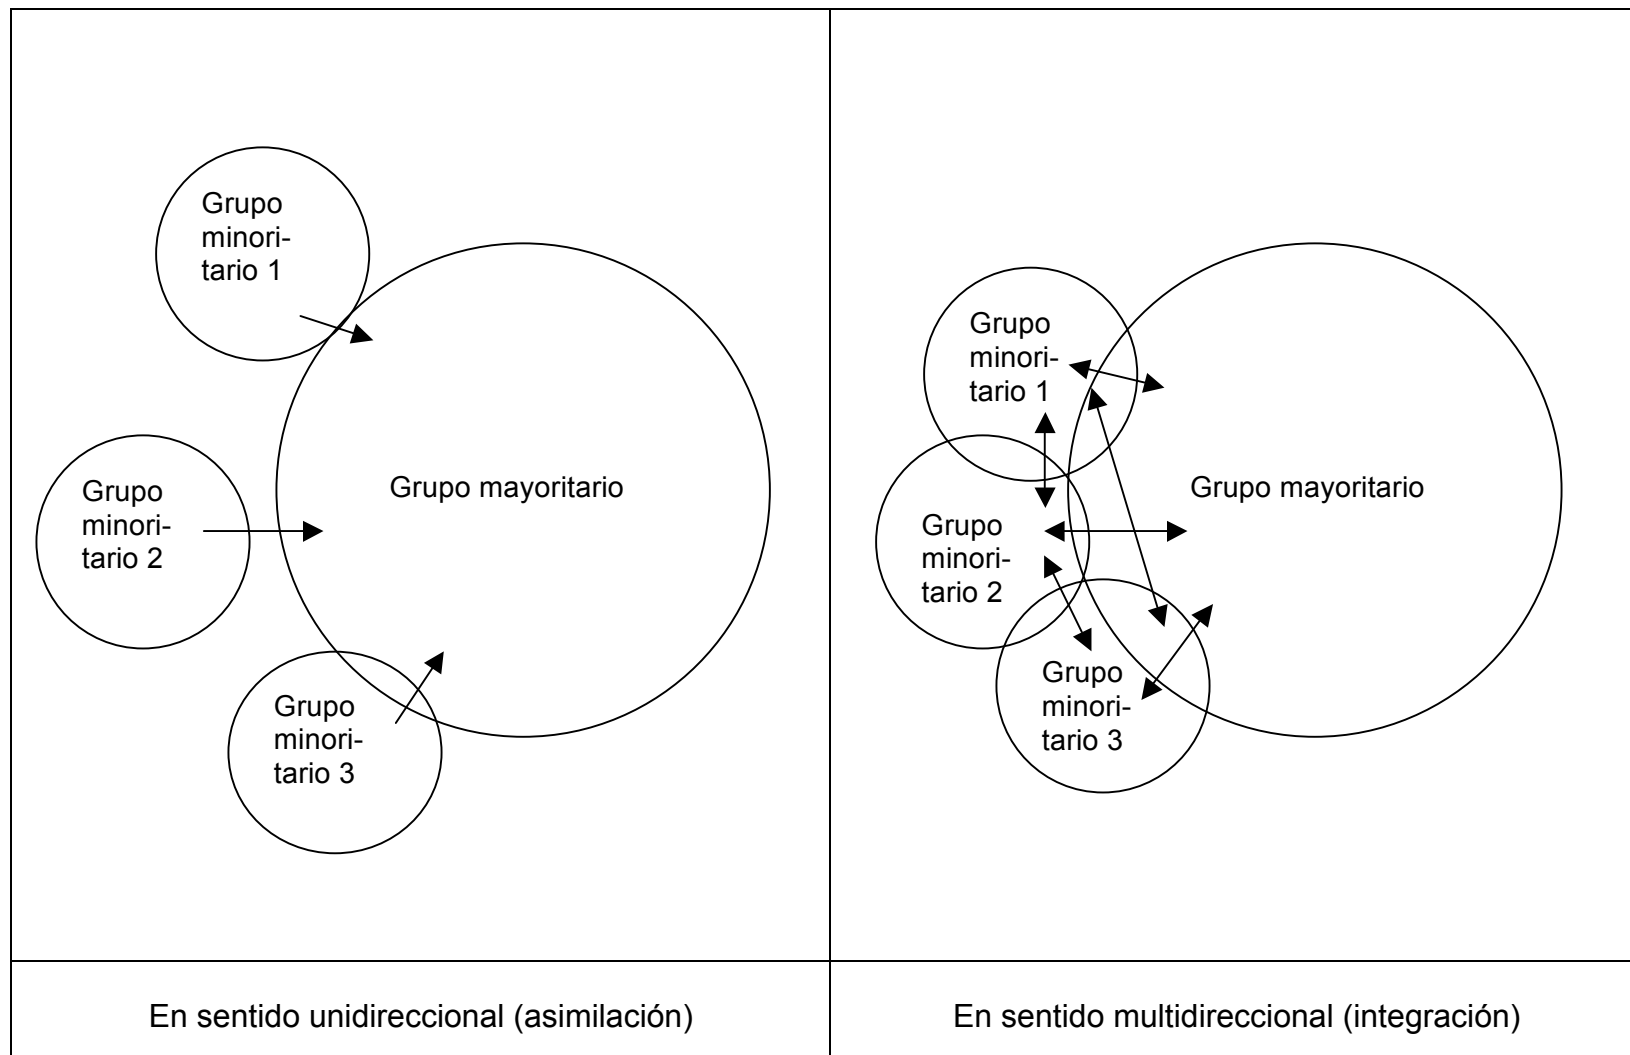 Grupo
minori-
tario 1
Grupo
minori-
tario 2
Grupo
minori-
tario 3
Grupo mayoritario
En sentido unidireccional (asimilación)
Grupo
minori-
tario 1
Grupo
minori-
tario 2
Grupo
minori-
tario 3
Grupo mayoritario
En sentido multidireccional (integración)